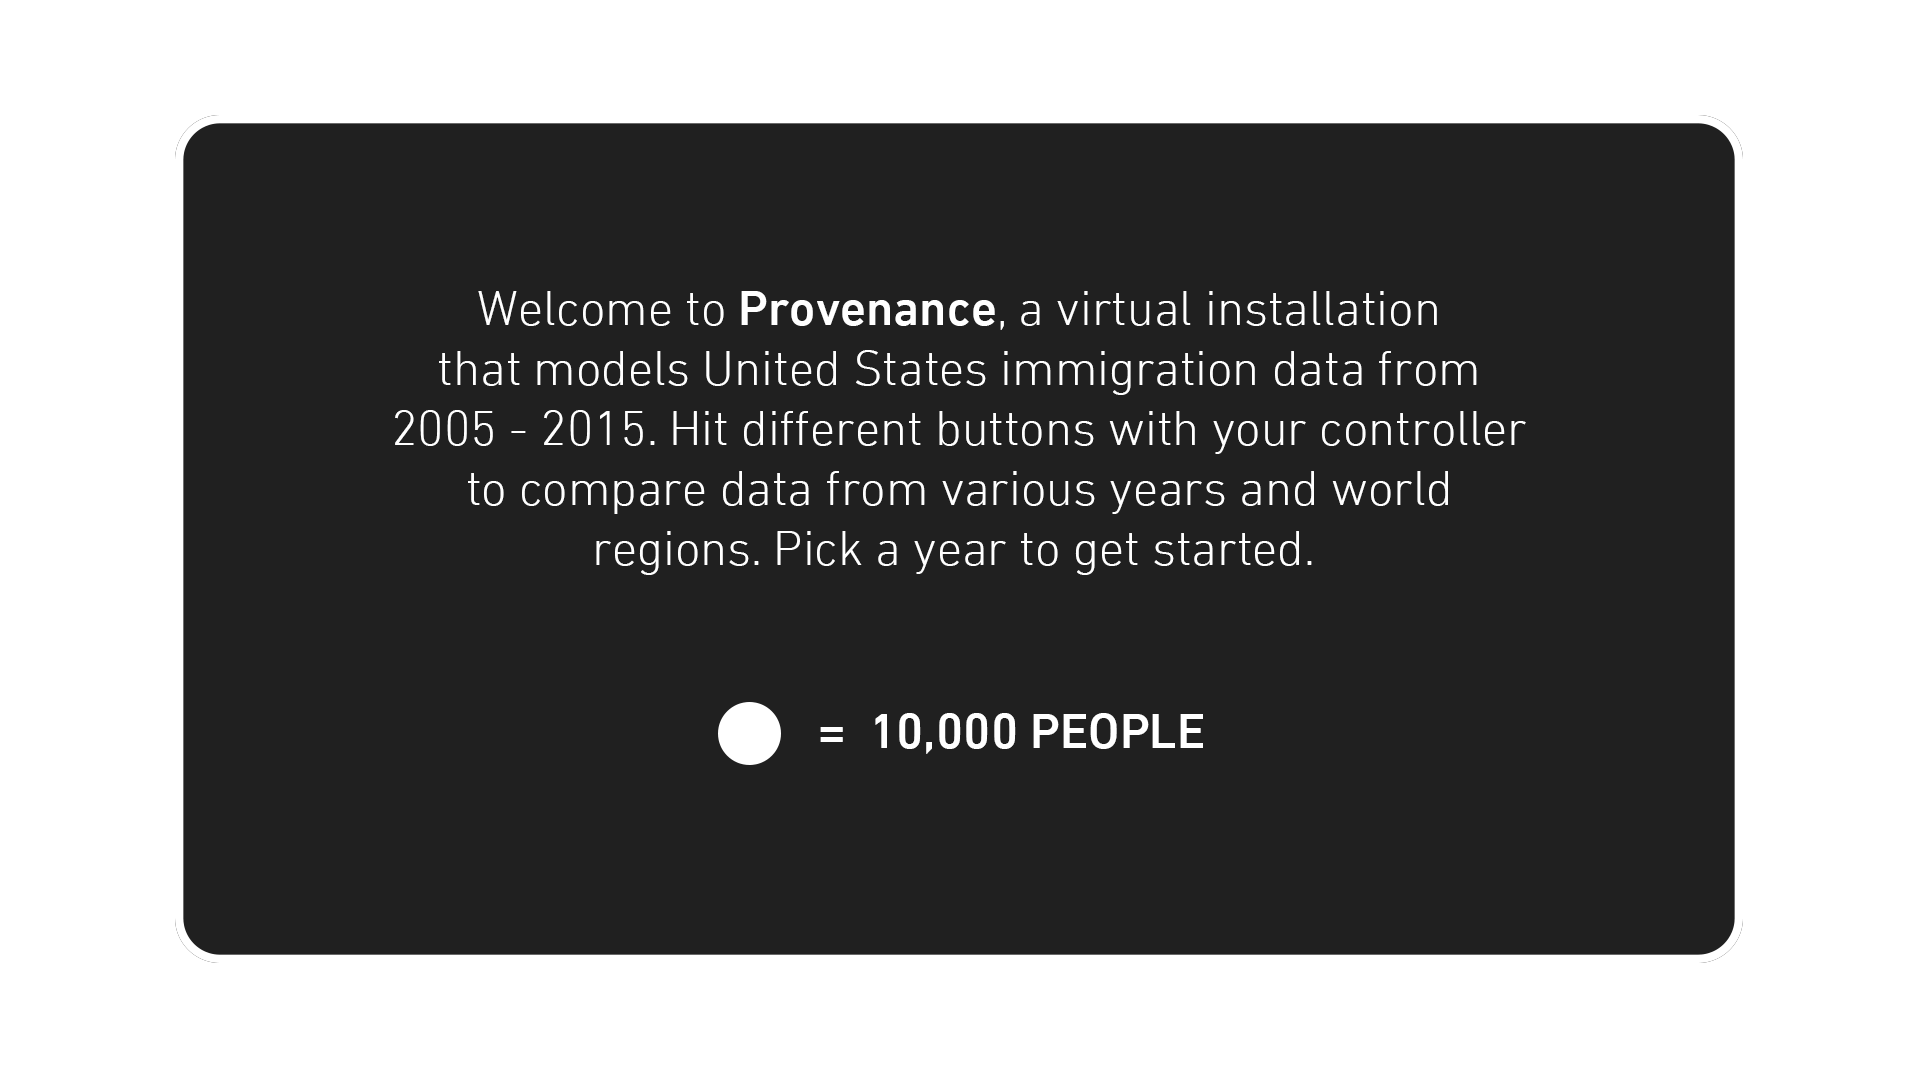 Welcome to Provenance, a virtual installation
that models United States immigration data from
2005 - 2015. Hit different buttons with your controller
to compare data from various years and world
regions. Pick a year to get started.
= 10,000 PEOPLE